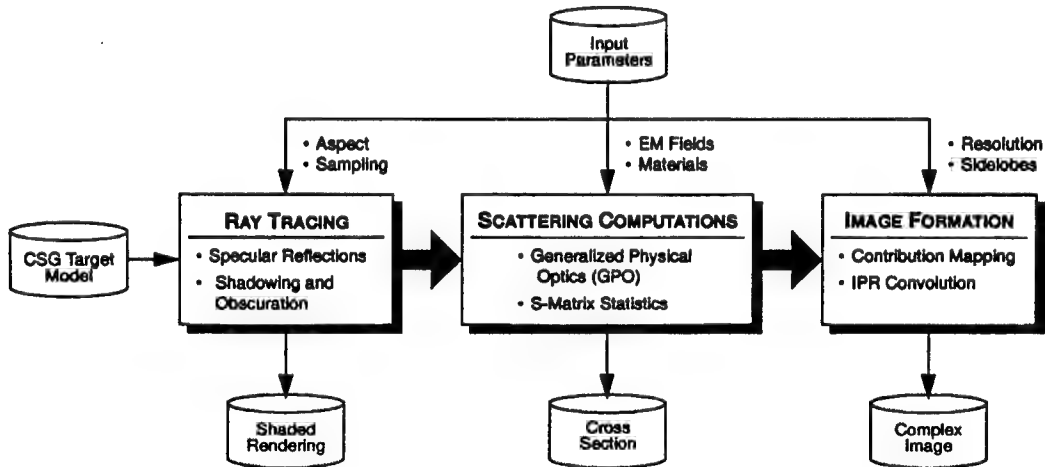 Input
Parameters
• Aspect
• Sampling
• EM Fields
• Materials
• Resolution
• Sidelobes
CSG Target
Model
RAY TRACING
• Specular Reflections
• Shadowing and
Obscuration
SCATTERING COMPUTATIONS
• Generalized Physical
Optics (GPO)
• S-Matrix Statistics
IMAGE FORMATION
• Contribution Mapping
• IPR Convolution
Shaded
Rendering
Cross
Section
Complex
Image